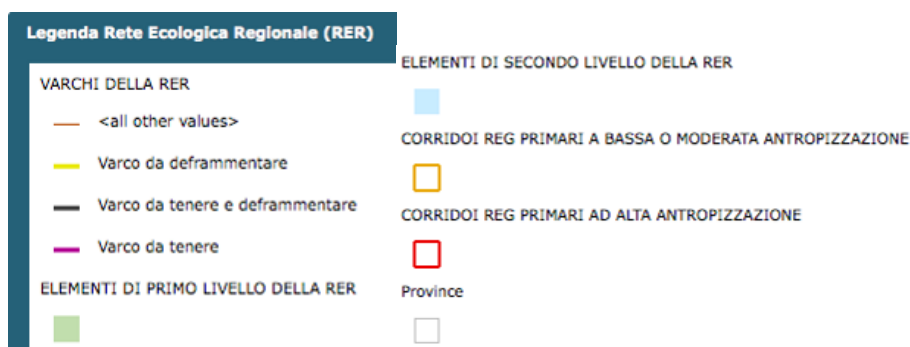 Legenda Rete Ecologica Regionale (RER)
VARCHI DELLA RER
<all other values>
Varco da deframmentare
Varco da tenere e deframmentare
Varco da tenere
ELEMENTI DI PRIMO LIVELLO DELLA RER
ELEMENTI DI SECONDO LIVELLO DELLA RER
CORRIDOI REG PRIMARI A BASSA O MODERATA ANTROPIZZAZIONE
CORRIDOI REG PRIMARI AD ALTA ANTROPIZZAZIONE
Province